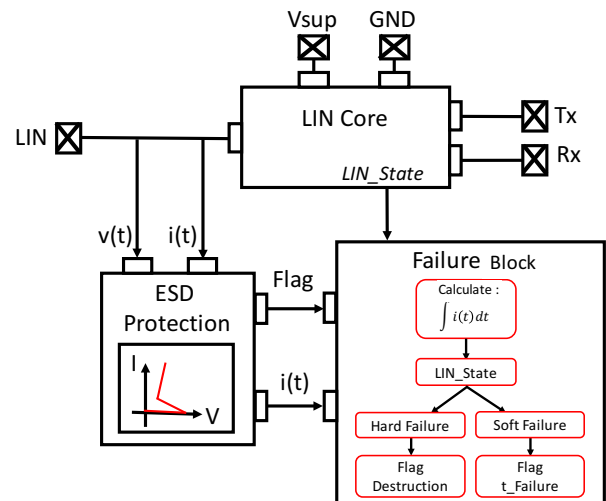 Vsup
GND
LIN Core
LIN
Tx
Rx
LIN_State
v(t)
i(t)
Failure Block
ESD
Protection
Flag
Calculate :
∫ i(t) dt
I
V
i(t)
LIN_State
Hard Failure
Soft Failure
Flag
Destruction
Flag
t_Failure